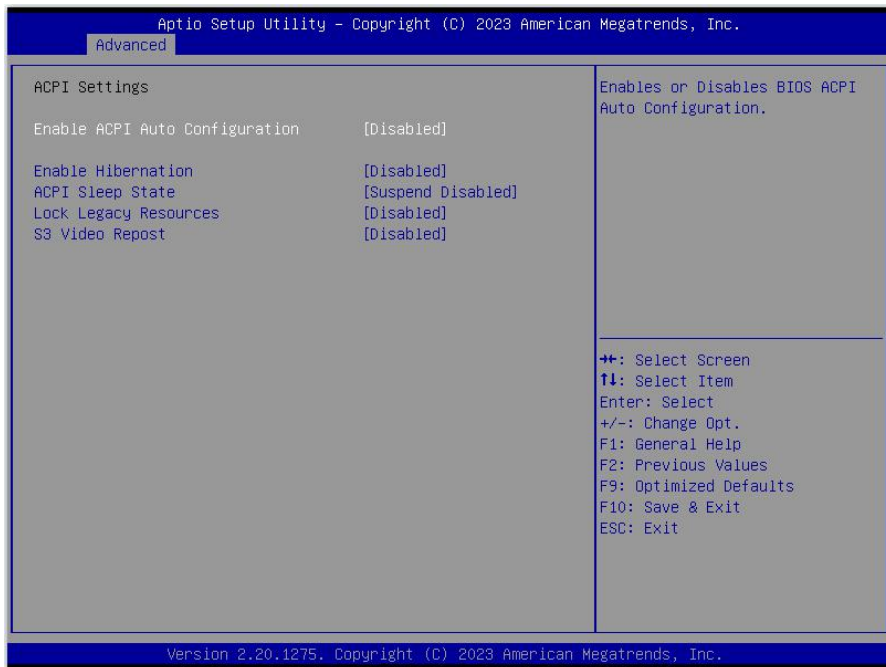 Aptio Setup Utility – Copyright (C) 2023 American Megatrends, Inc.
Advanced
ACPI Settings
Enable ACPI Auto Configuration [Disabled]
Enable Hibernation [Disabled]
ACPI Sleep State [Suspend Disabled]
Lock Legacy Resources [Disabled]
S3 Video Repost [Disabled]
Enables or Disables BIOS ACPI
Auto Configuration.
→←: Select Screen
↑↓: Select Item
Enter: Select
+/-: Change Opt.
F1: General Help
F2: Previous Values
F9: Optimized Defaults
F10: Save & Exit
ESC: Exit
Version 2.20.1275. Copyright (C) 2023 American Megatrends, Inc.